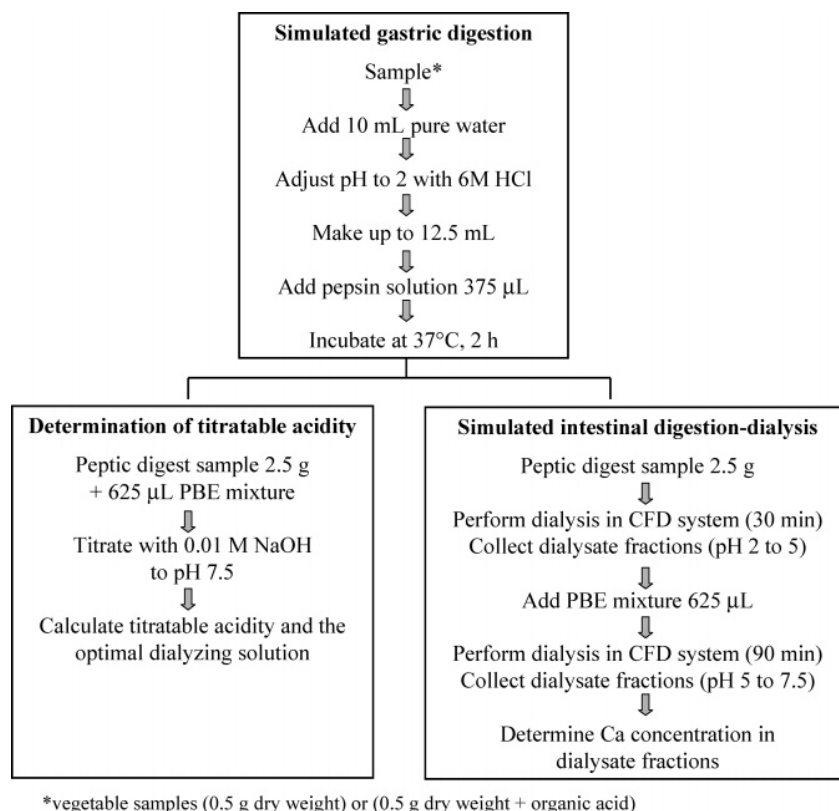 Simulated gastric digestion
Sample*
Add 10 mL pure water
Adjust pH to 2 with 6M HCl
Make up to 12.5 mL
Add pepsin solution 375 μL
Incubate at 37°C, 2 h
Determination of titratable acidity
Peptic digest sample 2.5 g
+ 625 μL PBE mixture
Titrate with 0.01 M NaOH
to pH 7.5
Calculate titratable acidity and the
optimal dialyzing solution
Simulated intestinal digestion-dialysis
Peptic digest sample 2.5 g
Perform dialysis in CFD system (30 min)
Collect dialysate fractions (pH 2 to 5)
Add PBE mixture 625 μL
Perform dialysis in CFD system (90 min)
Collect dialysate fractions (pH 5 to 7.5)
Determine Ca concentration in
dialysate fractions
*vegetable samples (0.5 g dry weight) or (0.5 g dry weight + organic acid)